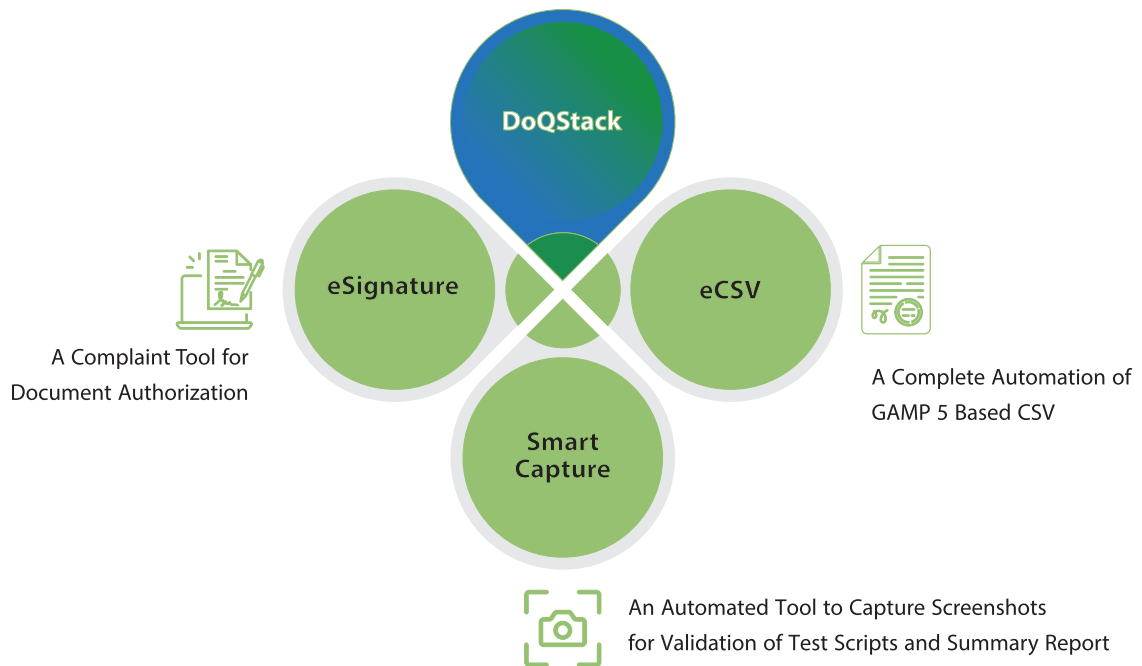 DoQStack
eSignature
eCSV
A Complaint Tool for
Document Authorization
A Complete Automation of
GAMP 5 Based CSV
Smart
Capture
An Automated Tool to Capture Screenshots
for Validation of Test Scripts and Summary Report